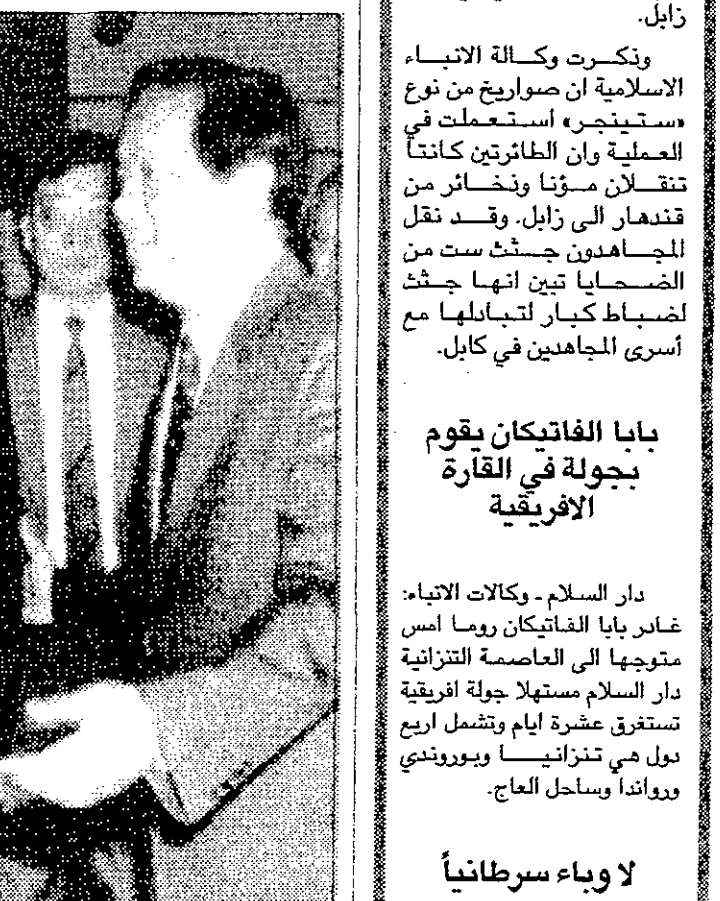 زابل.
وذكرت وكالة الانباء
الاسلامية ان صواريخ من نوع
«ستينجر» أستعملت في
العملية وان الطائرتين كانتا
تنقلان مؤنا وذخائر من
قندهار الى زابل. وقد نقل
المجاهدون جثث ست من
الضحايا تبين انها جثث
لضباط كبار لتبادلها مع
أسرى المجاهدين في كابل.
بابا الفاتيكان يقوم
بجولة في القارة
الافريقية
دار السلام ـ وكالات الانباء:
غادر بابا الفاتيكان روما امس
متوجها الى العاصمة التنزانية
دار السلام مستهلا جولة افريقية
تستغرق عشرة ايام وتشمل اربع
دول هي تنزانيا وبوروندي
ورواندا وساحل العاج.
لا وباء سرطانياً